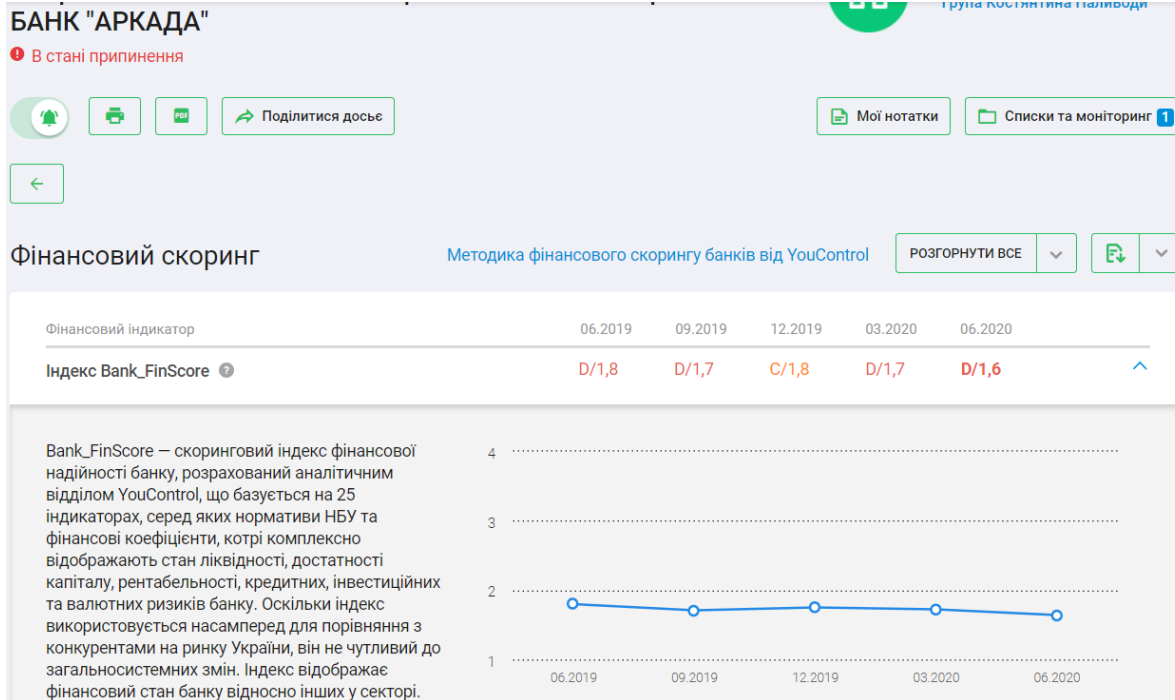 Група Костянтина Паливоди
БАНК "АРКАДА"
В стані припинення
PDF
Поділитися досьє
Мої нотатки
Списки та моніторинг 1
Фінансовий скоринг
Методика фінансового скорингу банків від YouControl
РОЗГОРНУТИ ВСЕ
Фінансовий індикатор 06.2019 09.2019 12.2019 03.2020 06.2020
Індекс Bank_FinScore ? D/1,8 D/1,7 C/1,8 D/1,7 D/1,6
Bank_FinScore — скоринговий індекс фінансової
надійності банку, розрахований аналітичним
відділом YouControl, що базується на 25
індикаторах, серед яких нормативи НБУ та
фінансові коефіцієнти, котрі комплексно
відображають стан ліквідності, достатності
капіталу, рентабельності, кредитних, інвестиційних
та валютних ризиків банку. Оскільки індекс
використовується насамперед для порівняння з
конкурентами на ринку України, він не чутливий до
загальносистемних змін. Індекс відображає
фінансовий стан банку відносно інших у секторі.
4
3
2
1
06.2019 09.2019 12.2019 03.2020 06.2020